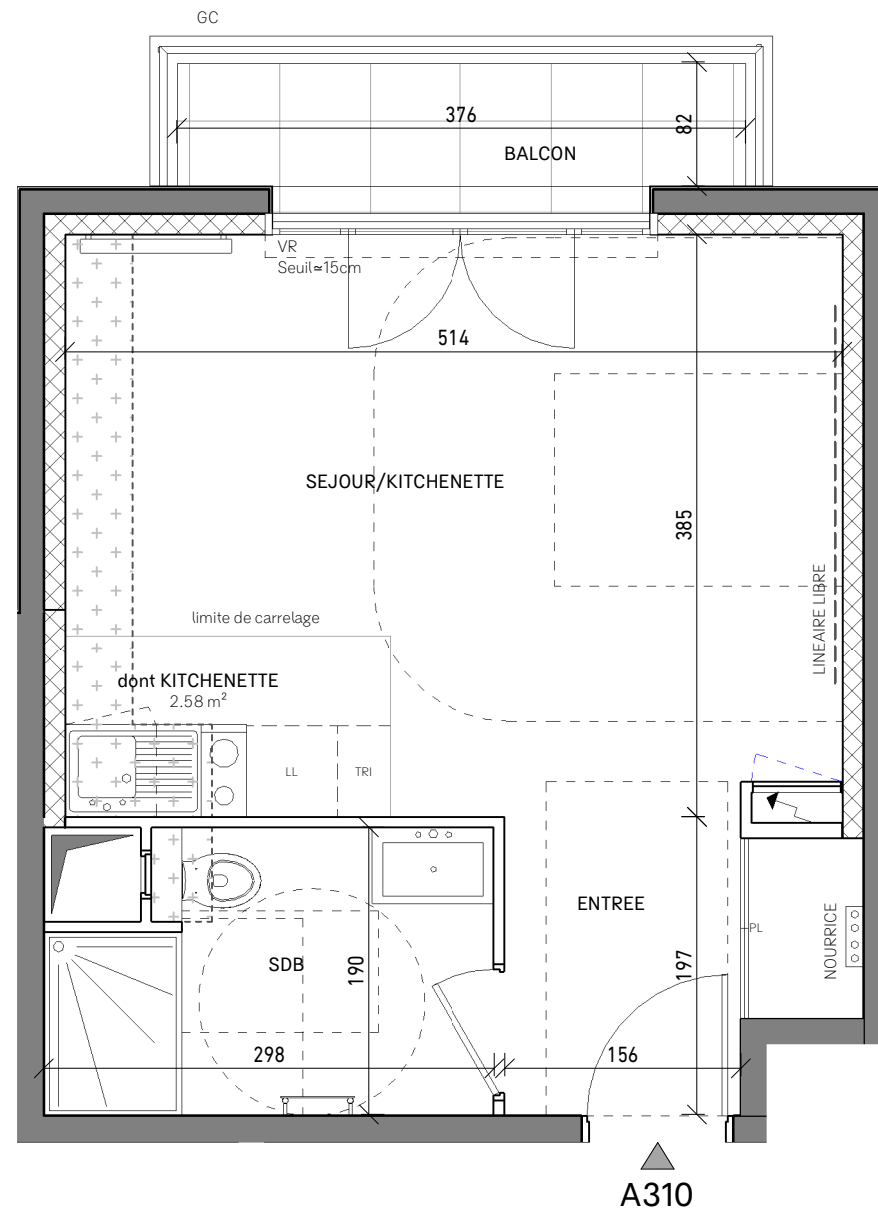 GC
376
82
BALCON
VR
Seuil≃15cm
514
SEJOUR/KITCHENETTE
385
LINEAIRE LIBRE
limite de carrelage
dont KITCHENETTE
2.58 m²
LL
TRI
ENTREE
PL
NOURRICE
SDB
190
197
298
156
A310